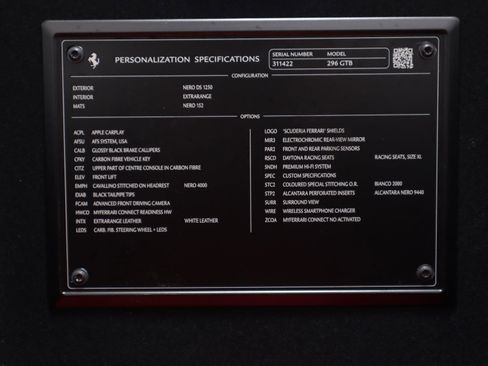 PERSONALIZATION SPECIFICATIONS
SERIAL NUMBER MODEL
311422 296 GTB
CONFIGURATION
EXTERIOR NERO DS 1250
INTERIOR EXTRARANGE
MATS NERO 152
OPTIONS
ACPL APPLE CARPLAY
AFSU AFS SYSTEM, USA
CALB GLOSSY BLACK BRAKE CALLIPERS
CFKY CARBON FIBRE VEHICLE KEY
CITZ UPPER PART OF CENTRE CONSOLE IN CARBON FIBRE
ELEV FRONT LIFT
EMPH CAVALLINO STITCHED ON HEADREST NERO 4000
EXAB BLACK TAILPIPE TIPS
FCAM ADVANCED FRONT DRIVING CAMERA
HWCO MYFERRARI CONNECT READINESS HW
INTX EXTRARANGE LEATHER WHITE LEATHER
LEDS CARB. FIB. STEERING WHEEL + LEDS
LOGO 'SCUDERIA FERRARI' SHIELDS
MIR3 ELECTROCHROMIC REAR-VIEW MIRROR
PAR2 FRONT AND REAR PARKING SENSORS
RSCD DAYTONA RACING SEATS RACING SEATS, SIZE XL
SNDH PREMIUM HI-FI SYSTEM
SPEC CUSTOM SPECIFICATIONS
STC2 COLOURED SPECIAL STITCHING O.R. BIANCO 2000
STP2 ALCANTARA PERFORATED INSERTS ALCANTARA NERO 9440
SURR SURROUND VIEW
WIRE WIRELESS SMARTPHONE CHARGER
ZCOA MYFERRARI CONNECT NO ACTIVATED